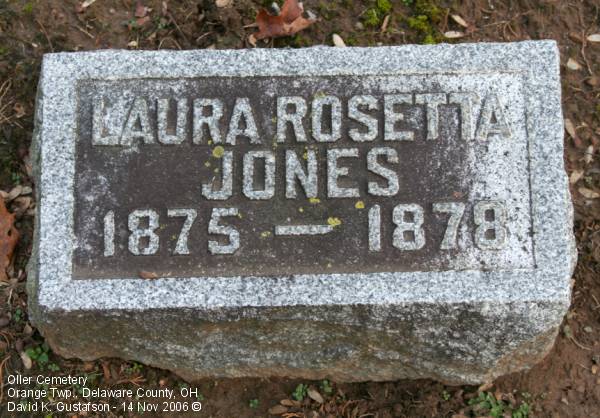 LAURA ROSETTA
JONES
1875 — 1878
Oller Cemetery
Orange Twp., Delaware County, OH
David K. Gustafson - 14 Nov 2006 ©